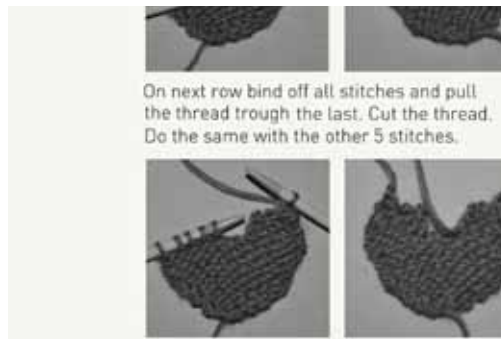 On next row bind off all stitches and pull
the thread trough the last. Cut the thread.
Do the same with the other 5 stitches.